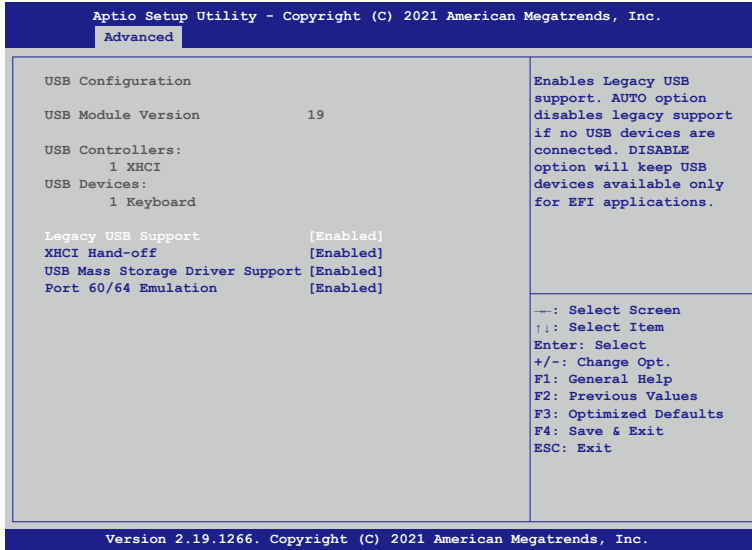 Aptio Setup Utility - Copyright (C) 2021 American Megatrends, Inc.
Advanced
USB Configuration
USB Module Version 19
USB Controllers:
1 XHCI
USB Devices:
1 Keyboard
Legacy USB Support [Enabled]
XHCI Hand-off [Enabled]
USB Mass Storage Driver Support [Enabled]
Port 60/64 Emulation [Enabled]
Enables Legacy USB
support. AUTO option
disables legacy support
if no USB devices are
connected. DISABLE
option will keep USB
devices available only
for EFI applications.
→←: Select Screen
↑↓: Select Item
Enter: Select
+/-: Change Opt.
F1: General Help
F2: Previous Values
F3: Optimized Defaults
F4: Save & Exit
ESC: Exit
Version 2.19.1266. Copyright (C) 2021 American Megatrends, Inc.